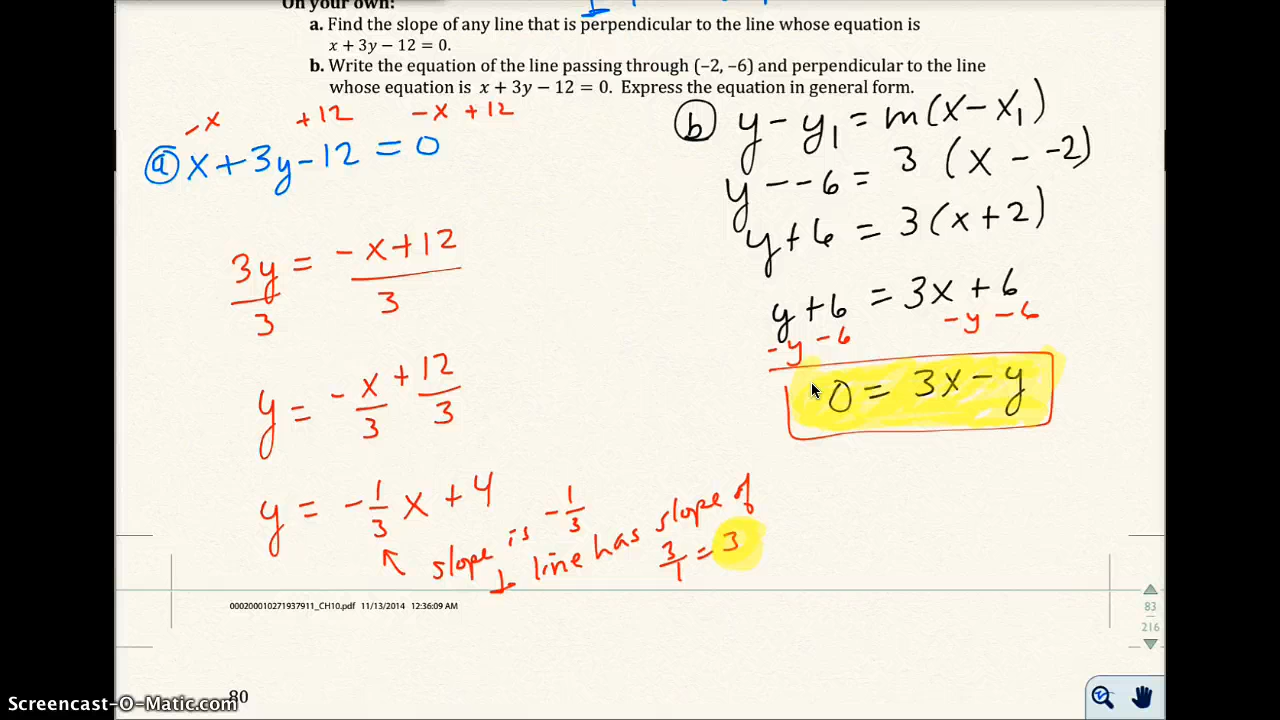 On your own:
a. Find the slope of any line that is perpendicular to the line whose equation is
x + 3y − 12 = 0.
b. Write the equation of the line passing through (−2, −6) and perpendicular to the line
whose equation is x + 3y − 12 = 0. Express the equation in general form.
-x +12 -x +12
a x + 3y - 12 = 0
3y = -x + 12
3 3
y = -x/3 + 12/3
y = -1/3 x + 4
slope is -1/3
⊥ line has slope of
3/1 = 3
b y - y₁ = m(x - x₁)
y - -6 = 3 (x - -2)
y + 6 = 3(x + 2)
y + 6 = 3x + 6
-y -6 -y -6
0 = 3x - y
000200010271937911_CH10.pdf 11/13/2014 12:36:09 AM
83
216
80
Screencast-O-Matic.com